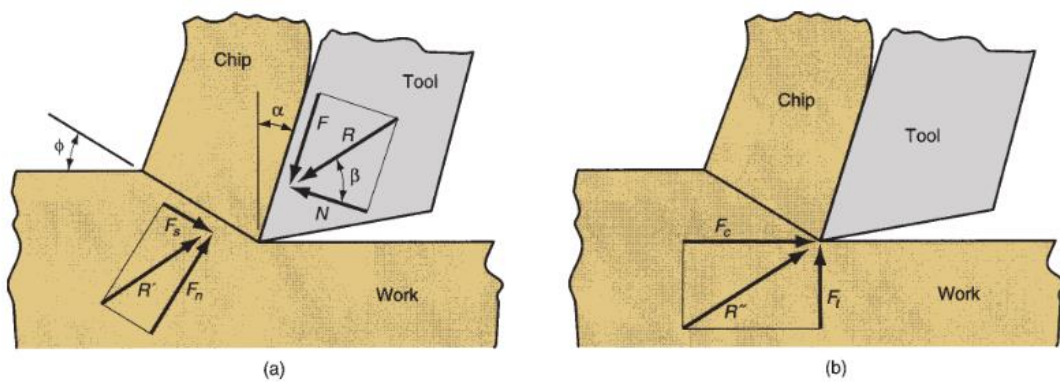 Chip
Tool
α
F
R
ϕ
β
N
F_s
R′
F_n
Work
(a)
Chip
Tool
F_c
R″
F_t
Work
(b)